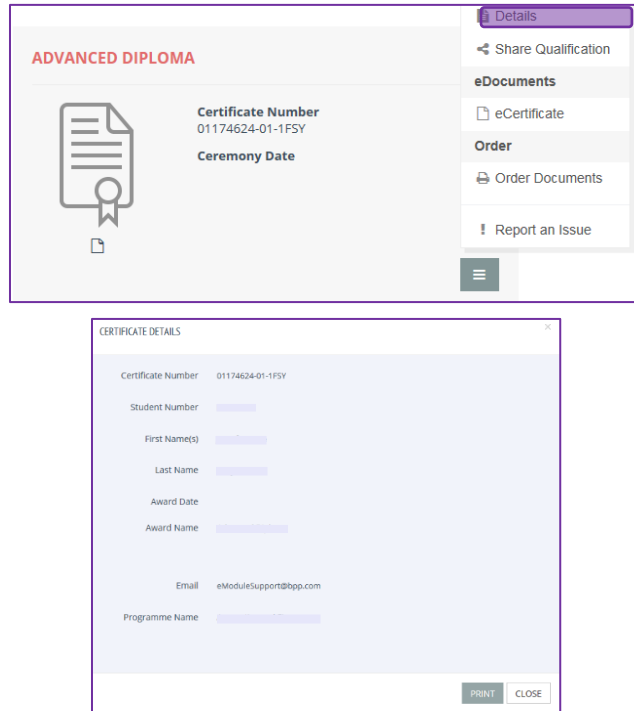 Details
ADVANCED DIPLOMA
Share Qualification
eDocuments
Certificate Number
01174624-01-1FSY
eCertificate
Order
Ceremony Date
Order Documents
Report an Issue
CERTIFICATE DETAILS
Certificate Number 01174624-01-1FSY
Student Number
First Name(s)
Last Name
Award Date
Award Name
Email eModuleSupport@bpp.com
Programme Name
PRINT CLOSE